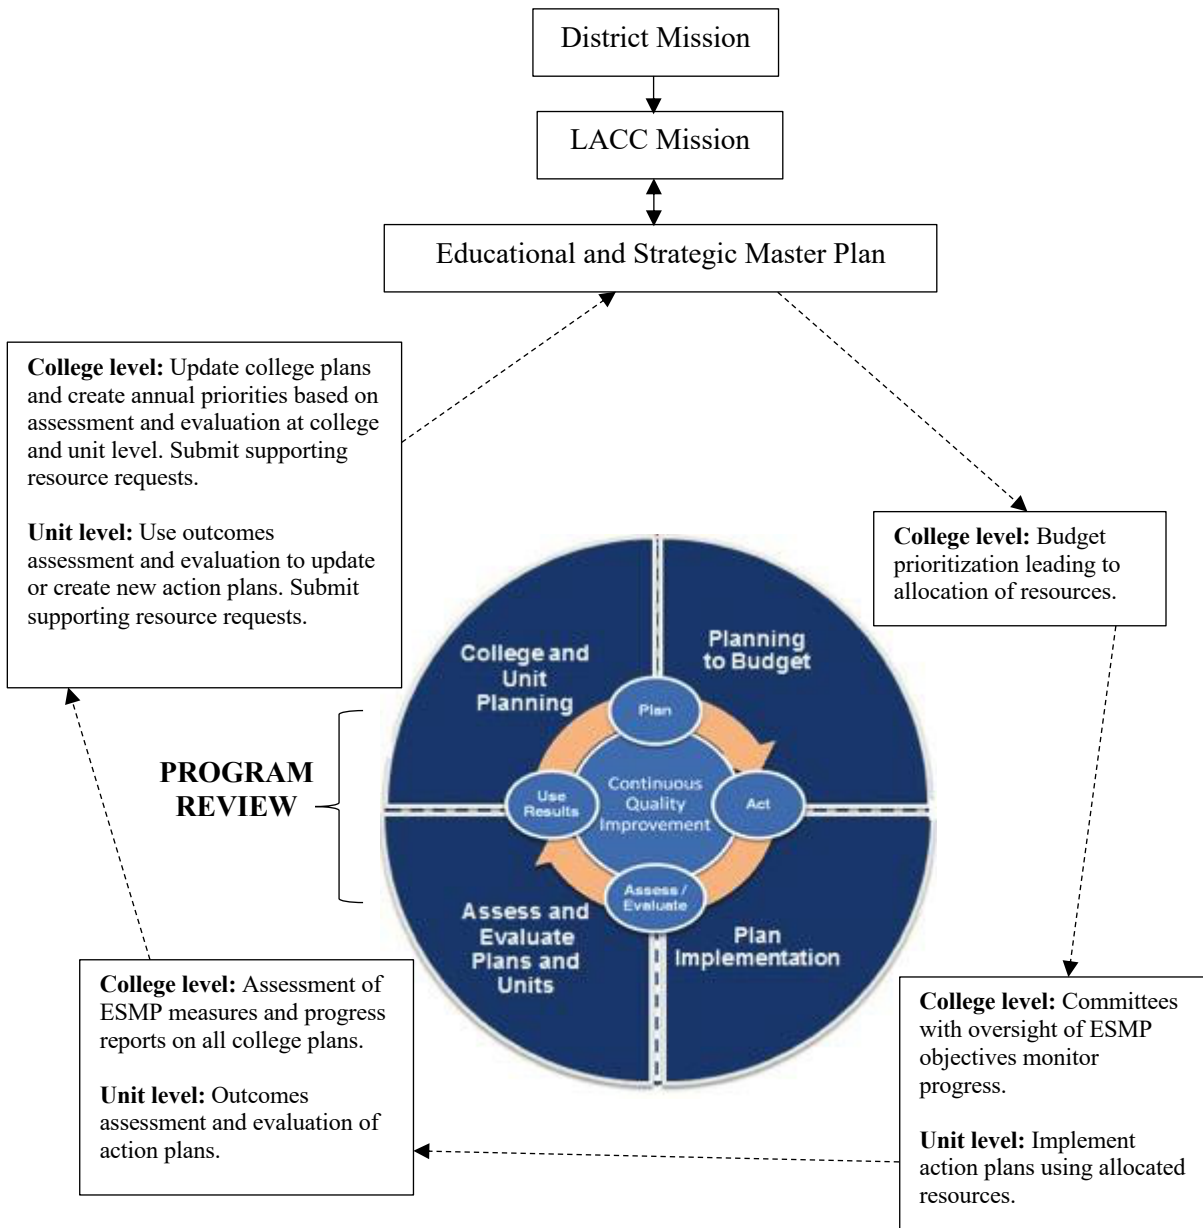 District Mission
LACC Mission
Educational and Strategic Master Plan
College level: Update college plans
and create annual priorities based on
assessment and evaluation at college
and unit level. Submit supporting
resource requests.
Unit level: Use outcomes
assessment and evaluation to update
or create new action plans. Submit
supporting resource requests.
College level: Budget
prioritization leading to
allocation of resources.
College and
Unit
Planning
Planning
to Budget
Plan
PROGRAM
REVIEW
Use
Results
Continuous
Quality
Improvement
Act
Assess /
Evaluate
Assess and
Evaluate
Plans and
Units
Plan
Implementation
College level: Assessment of
ESMP measures and progress
reports on all college plans.
Unit level: Outcomes
assessment and evaluation of
action plans.
College level: Committees
with oversight of ESMP
objectives monitor
progress.
Unit level: Implement
action plans using allocated
resources.